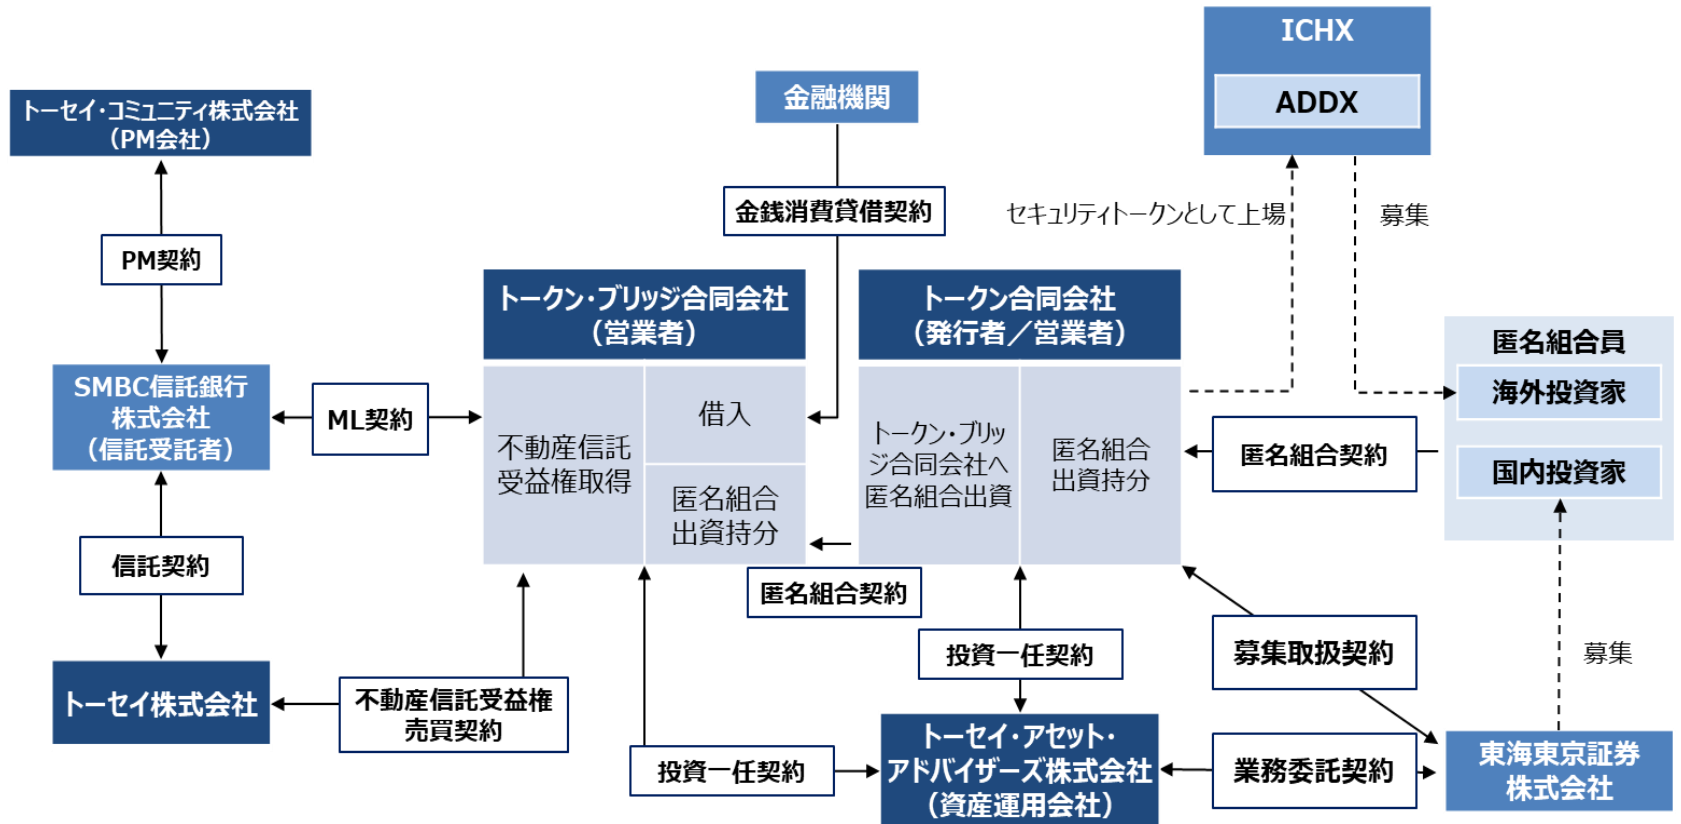 ICHX
ADDX
金融機関
トーセイ・コミュニティ株式会社
（PM会社）
金銭消費貸借契約
セキュリティトークンとして上場
募集
PM契約
トークン・ブリッジ合同会社
（営業者）
トークン合同会社
（発行者／営業者）
匿名組合員
海外投資家
国内投資家
SMBC信託銀行
株式会社
（信託受託者）
ML契約
不動産信託
受益権取得
借入
匿名組合
出資持分
トークン・ブリッ
ジ合同会社へ
匿名組合出資
匿名組合
出資持分
匿名組合契約
信託契約
匿名組合契約
投資一任契約
募集取扱契約
募集
トーセイ株式会社
不動産信託受益権
売買契約
投資一任契約
トーセイ・アセット・
アドバイザーズ株式会社
（資産運用会社）
業務委託契約
東海東京証券
株式会社